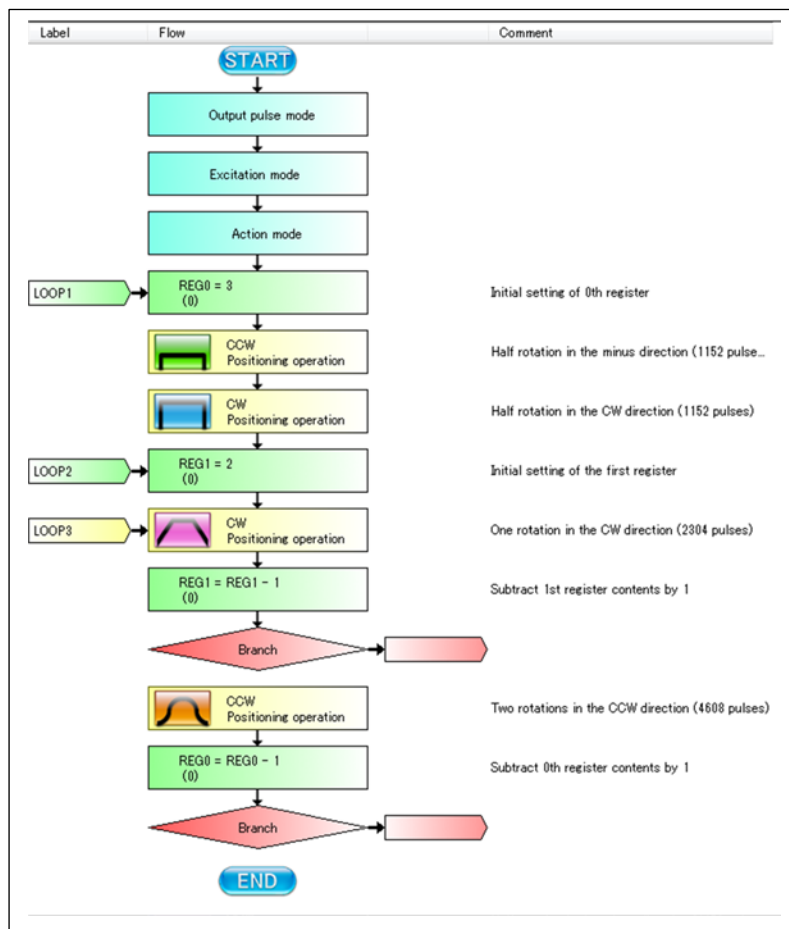 Label Flow Comment
START
Output pulse mode
Excitation mode
Action mode
LOOP1
REG0 = 3
(0)
Initial setting of 0th register
CCW
Positioning operation
Half rotation in the minus direction (1152 pulse...
CW
Positioning operation
Half rotation in the CW direction (1152 pulses)
LOOP2
REG1 = 2
(0)
Initial setting of the first register
LOOP3
CW
Positioning operation
One rotation in the CW direction (2304 pulses)
REG1 = REG1 - 1
(0)
Subtract 1st register contents by 1
Branch
CCW
Positioning operation
Two rotations in the CCW direction (4608 pulses)
REG0 = REG0 - 1
(0)
Subtract 0th register contents by 1
Branch
END